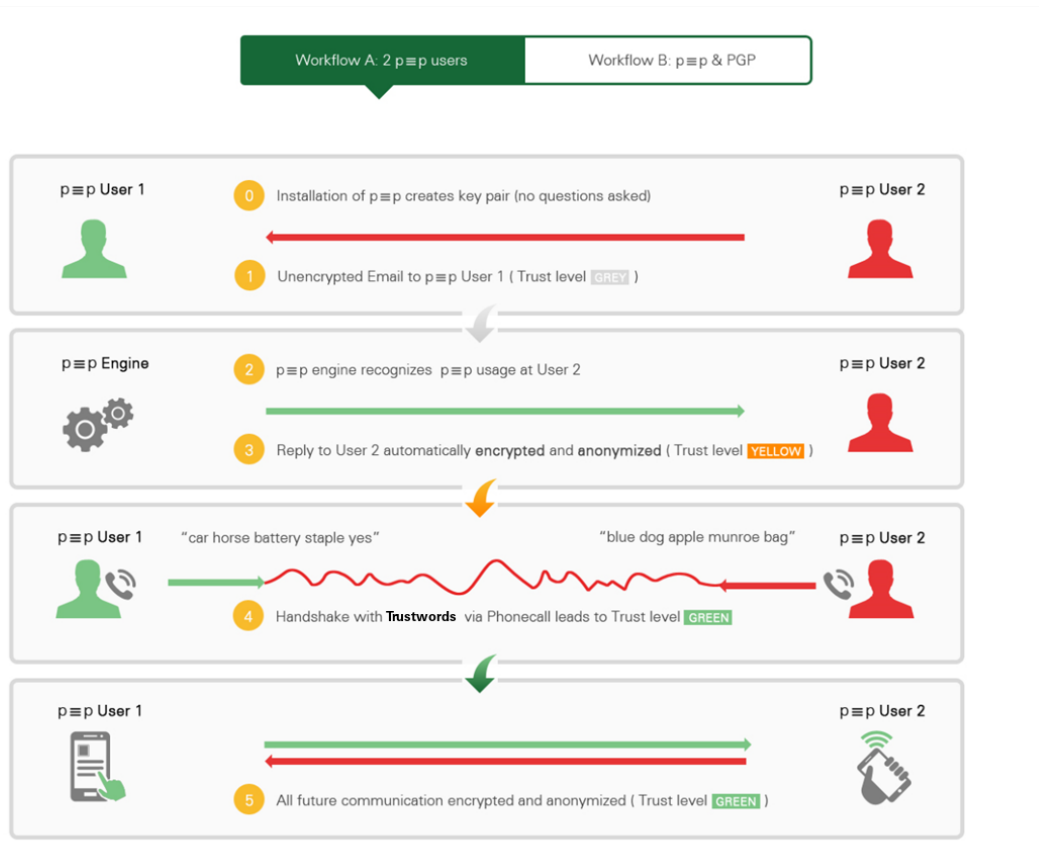 Workflow A: 2 p≡p users
Workflow B: p≡p & PGP
p≡p User 1
0 Installation of p≡p creates key pair (no questions asked)
p≡p User 2
1 Unencrypted Email to p≡p User 1 ( Trust level GREY )
p≡p Engine
2 p≡p engine recognizes p≡p usage at User 2
p≡p User 2
3 Reply to User 2 automatically encrypted and anonymized ( Trust level YELLOW )
p≡p User 1
“car horse battery staple yes”
“blue dog apple munroe bag”
p≡p User 2
4 Handshake with Trustwords via Phonecall leads to Trust level GREEN
p≡p User 1
p≡p User 2
5 All future communication encrypted and anonymized ( Trust level GREEN )